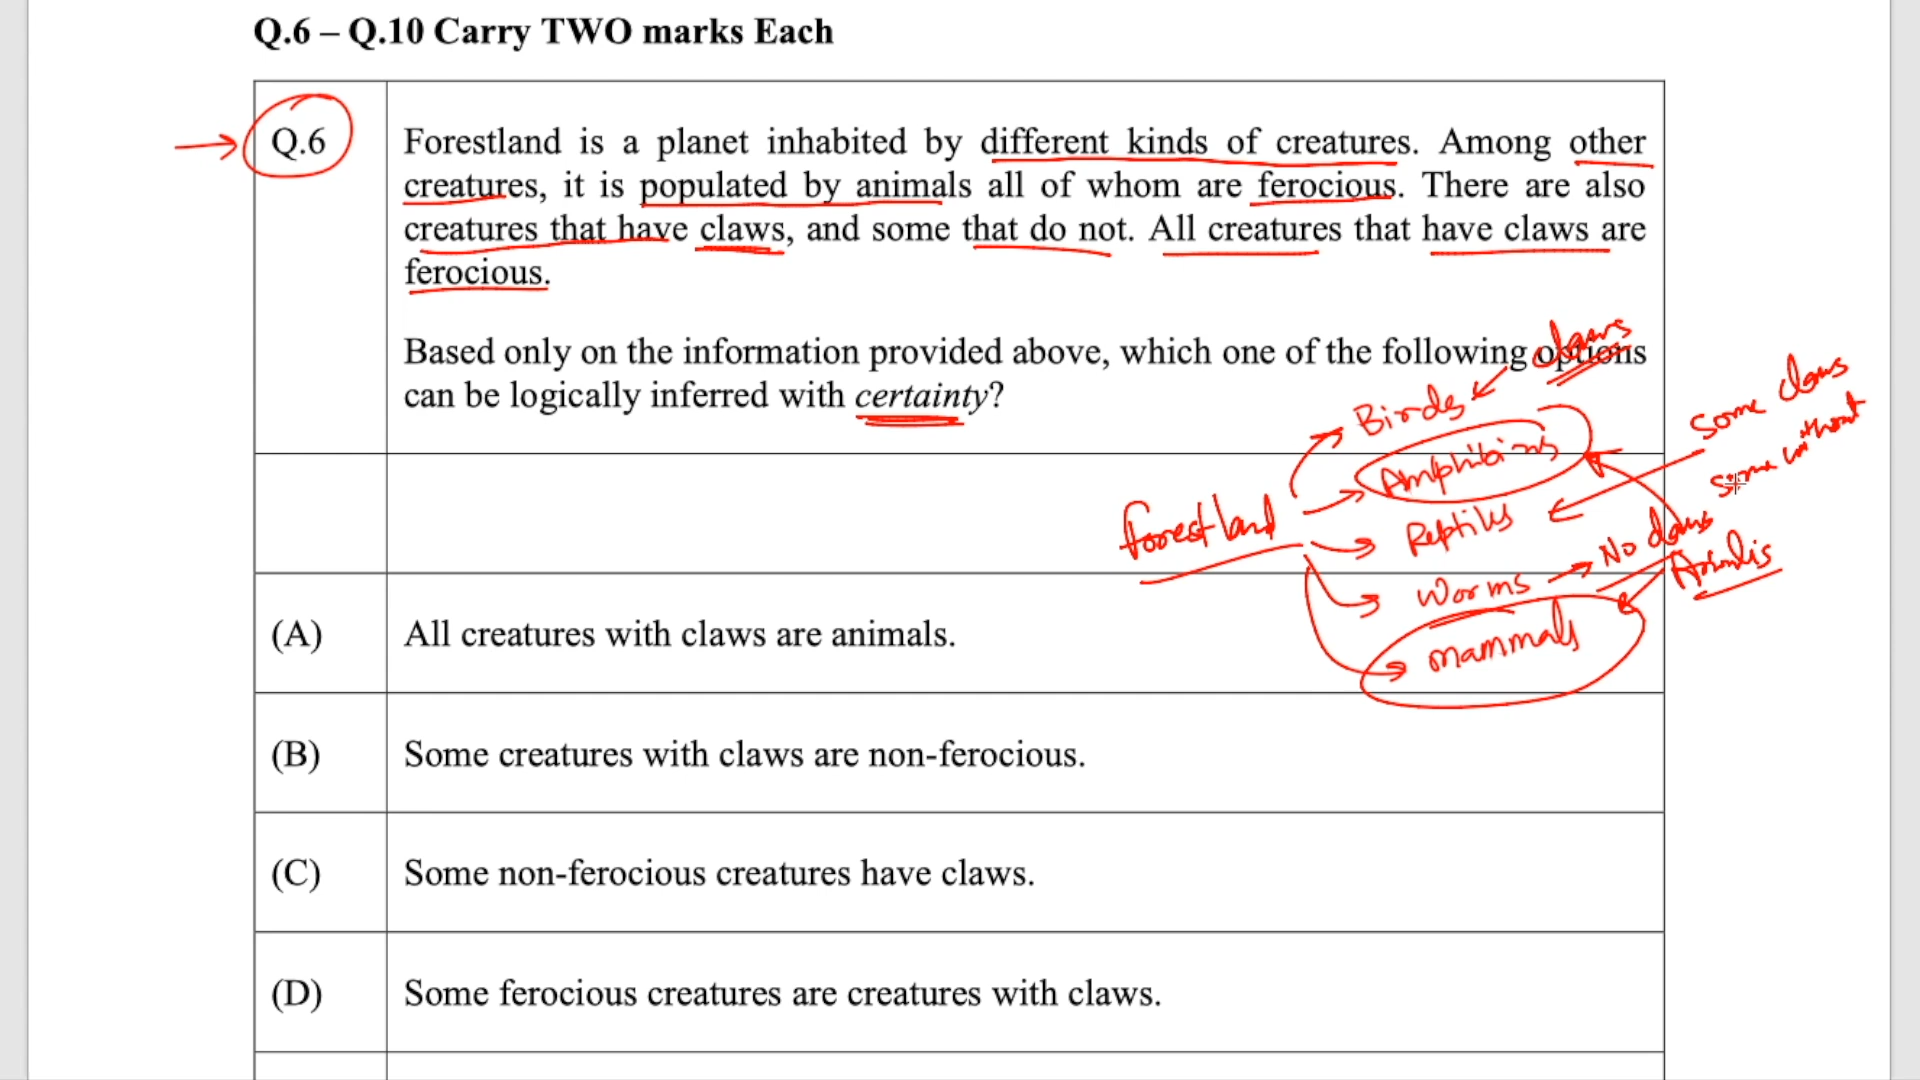 Q.6 – Q.10 Carry TWO marks Each
Q.6
Forestland is a planet inhabited by different kinds of creatures. Among other
creatures, it is populated by animals all of whom are ferocious. There are also
creatures that have claws, and some that do not. All creatures that have claws are
ferocious.
Based only on the information provided above, which one of the following options
can be logically inferred with certainty?
claws
Birds
some claws
Amphibians
some without
Forestland
Reptiles
No claws
Worms
mammals
(A) All creatures with claws are animals.
(B) Some creatures with claws are non-ferocious.
(C) Some non-ferocious creatures have claws.
(D) Some ferocious creatures are creatures with claws.